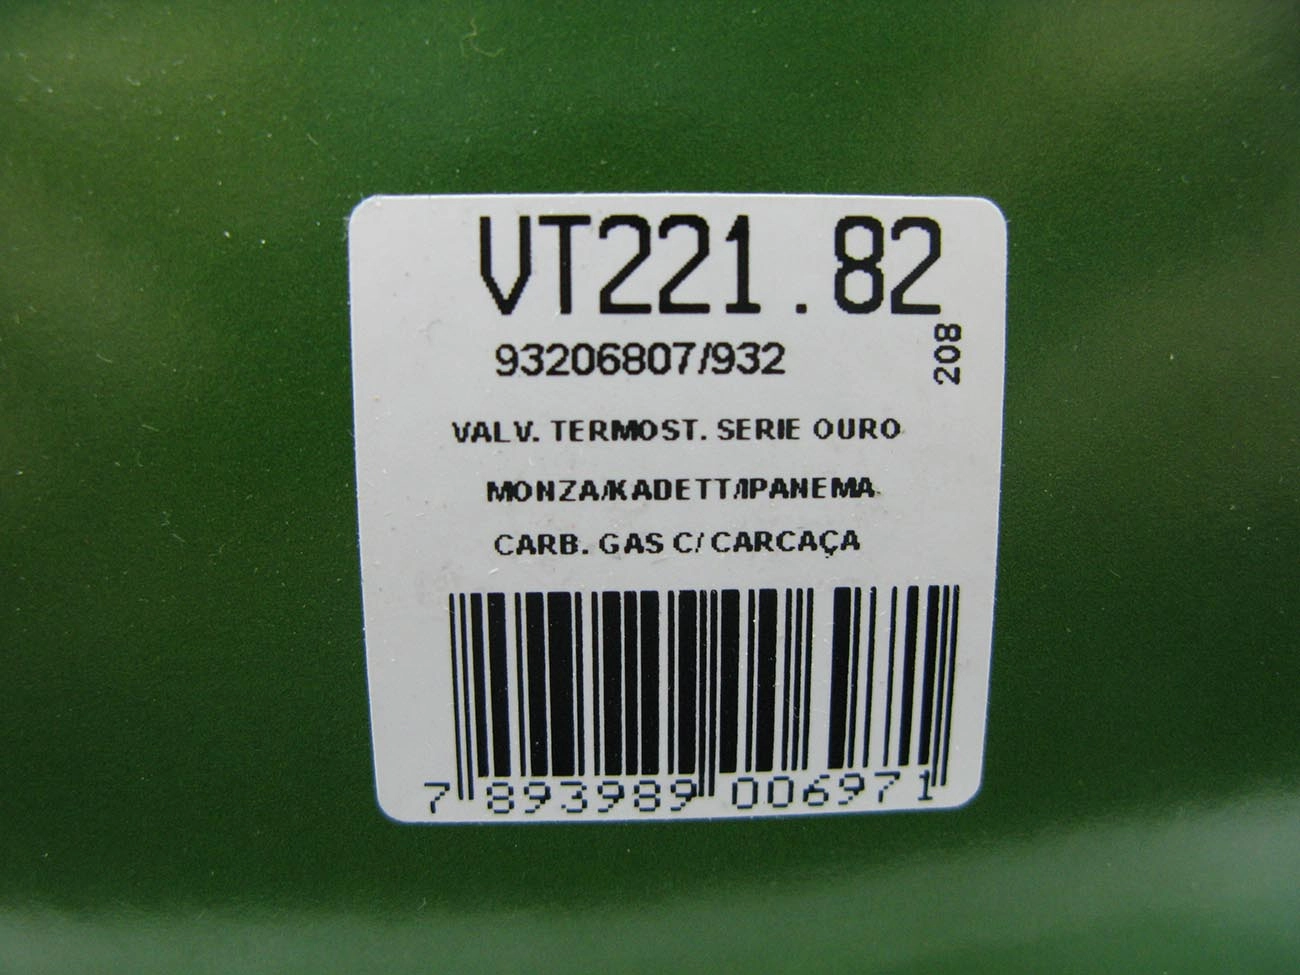 VT221.82
93206807/932
208
VALV. TERMOST. SERIE OURO
MONZA/KADETT/IPANEMA
CARB. GAS C/ CARCAÇA
7 893989 006971